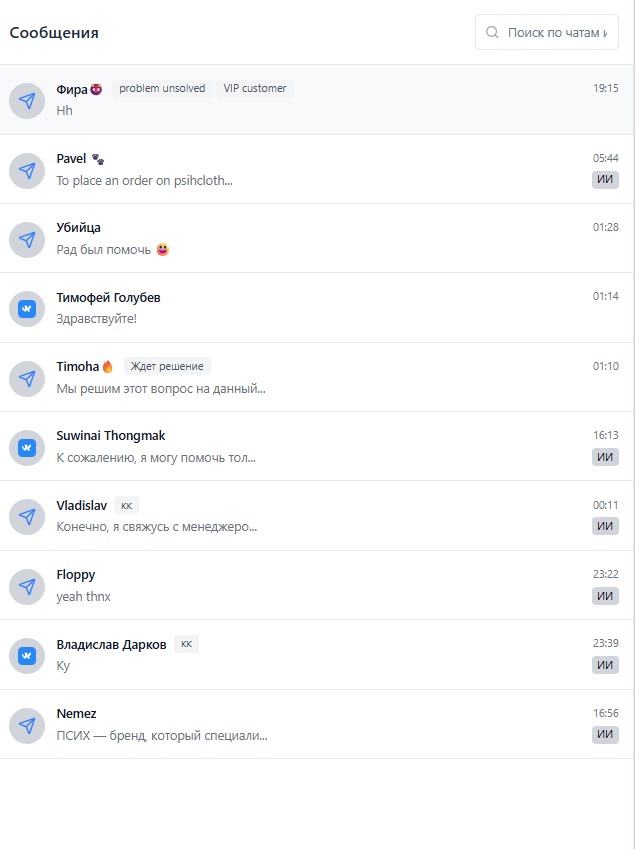 Сообщения
Поиск по чатам и
Фира😈 problem unsolved VIP customer 19:15
Hh
Pavel 🐾 05:44
To place an order on psihcloth... ИИ
Убийца 01:28
Рад был помочь 😀
Тимофей Голубев 01:14
Здравствуйте!
Timoha🔥 Ждет решение 01:10
Мы решим этот вопрос на данный...
Suwinai Thongmak 16:13
К сожалению, я могу помочь тол... ИИ
Vladislav кк 00:11
Конечно, я свяжусь с менеджеро... ИИ
Floppy 23:22
yeah thnx ИИ
Владислав Дарков кк 23:39
Ку ИИ
Nemez 16:56
ПСИХ — бренд, который специали... ИИ